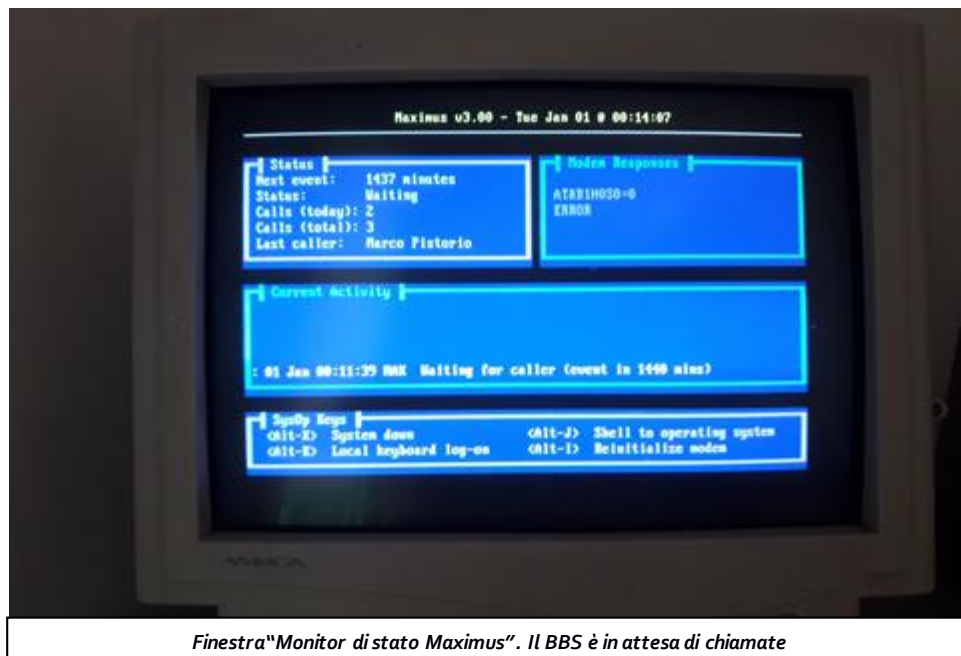 Maximus v3.00 - Tue Jan 01 @ 00:14:07
Status
Next event: 1437 minutes
Status: Waiting
Calls (today): 2
Calls (total): 3
Last caller: Marco Pistorio
Modem Responses
ERROR
Current Activity
: 01 Jan 00:11:39 MAX Waiting for caller (event in 1440 mins)
SysOp Keys
<Alt-X> System down <Alt-J> Shell to operating system
<Alt-K> Local keyboard log-on <Alt-I> Reinitialize modem
Finestra“Monitor di stato Maximus”. Il BBS è in attesa di chiamate